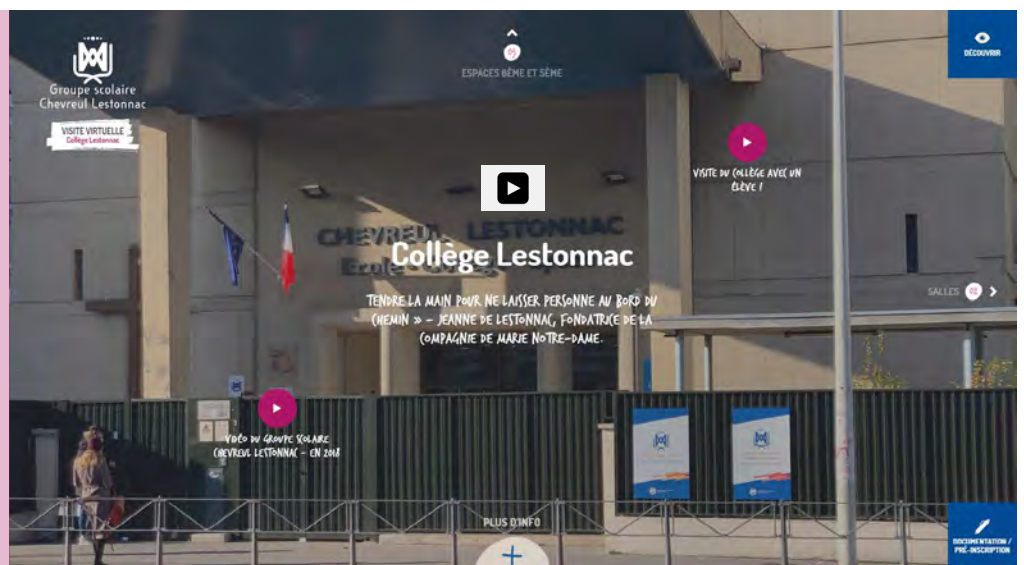 Groupe scolaire
Chevreul Lestonnac
VISITE VIRTUELLE
Collège Lestonnac
05
ESPACES 6ÈME ET 5ÈME
DÉCOUVRIR
VISITE DU COLLÈGE AVEC UN
ÉLÈVE !
CHEVREUL LESTONNAC
Collège Lestonnac
TENDRE LA MAIN POUR NE LAISSER PERSONNE AU BORD DU
CHEMIN » – JEANNE DE LESTONNAC, FONDATRICE DE LA
COMPAGNIE DE MARIE NOTRE-DAME.
SALLES 02
VIDÉO DU GROUPE SCOLAIRE
CHEVREUL LESTONNAC – EN 2018
PLUS D'INFO
DOCUMENTATION /
PRÉ-INSCRIPTION